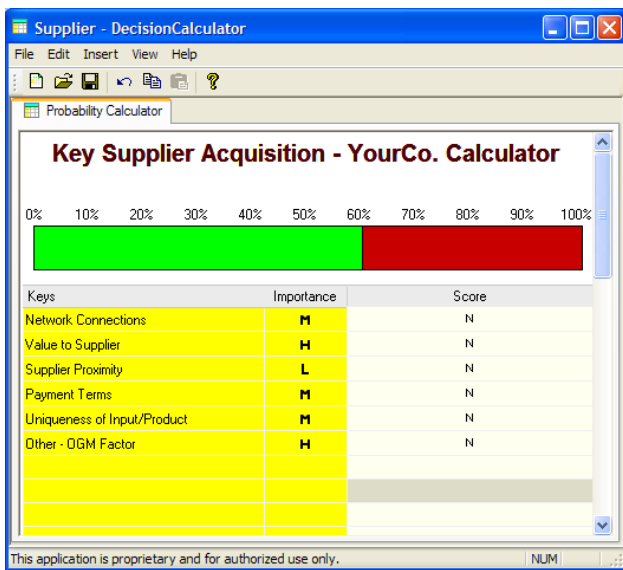 Supplier - DecisionCalculator
File Edit Insert View Help
Probability Calculator
Key Supplier Acquisition - YourCo. Calculator
0% 10% 20% 30% 40% 50% 60% 70% 80% 90% 100%
Keys Importance Score
Network Connections M N
Value to Supplier H N
Supplier Proximity L N
Payment Terms M N
Uniqueness of Input/Product M N
Other - OGM Factor H N
This application is proprietary and for authorized use only. NUM